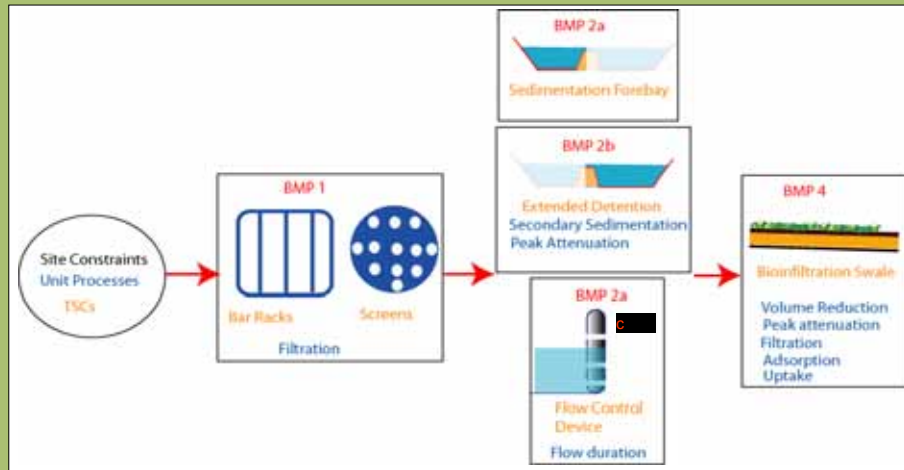 Site Constraints
Unit Processes
TSCs
BMP 1
Bar Racks
Screens
Filtration
BMP 2a
Sedimentation Forebay
BMP 2b
Extended Detention
Secondary Sedimentation
Peak Attenuation
BMP 2a
c
Flow Control
Device
Flow duration
BMP 4
Bioinfiltration Swale
Volume Reduction
Peak attenuation
Filtration
Adsorption
Uptake